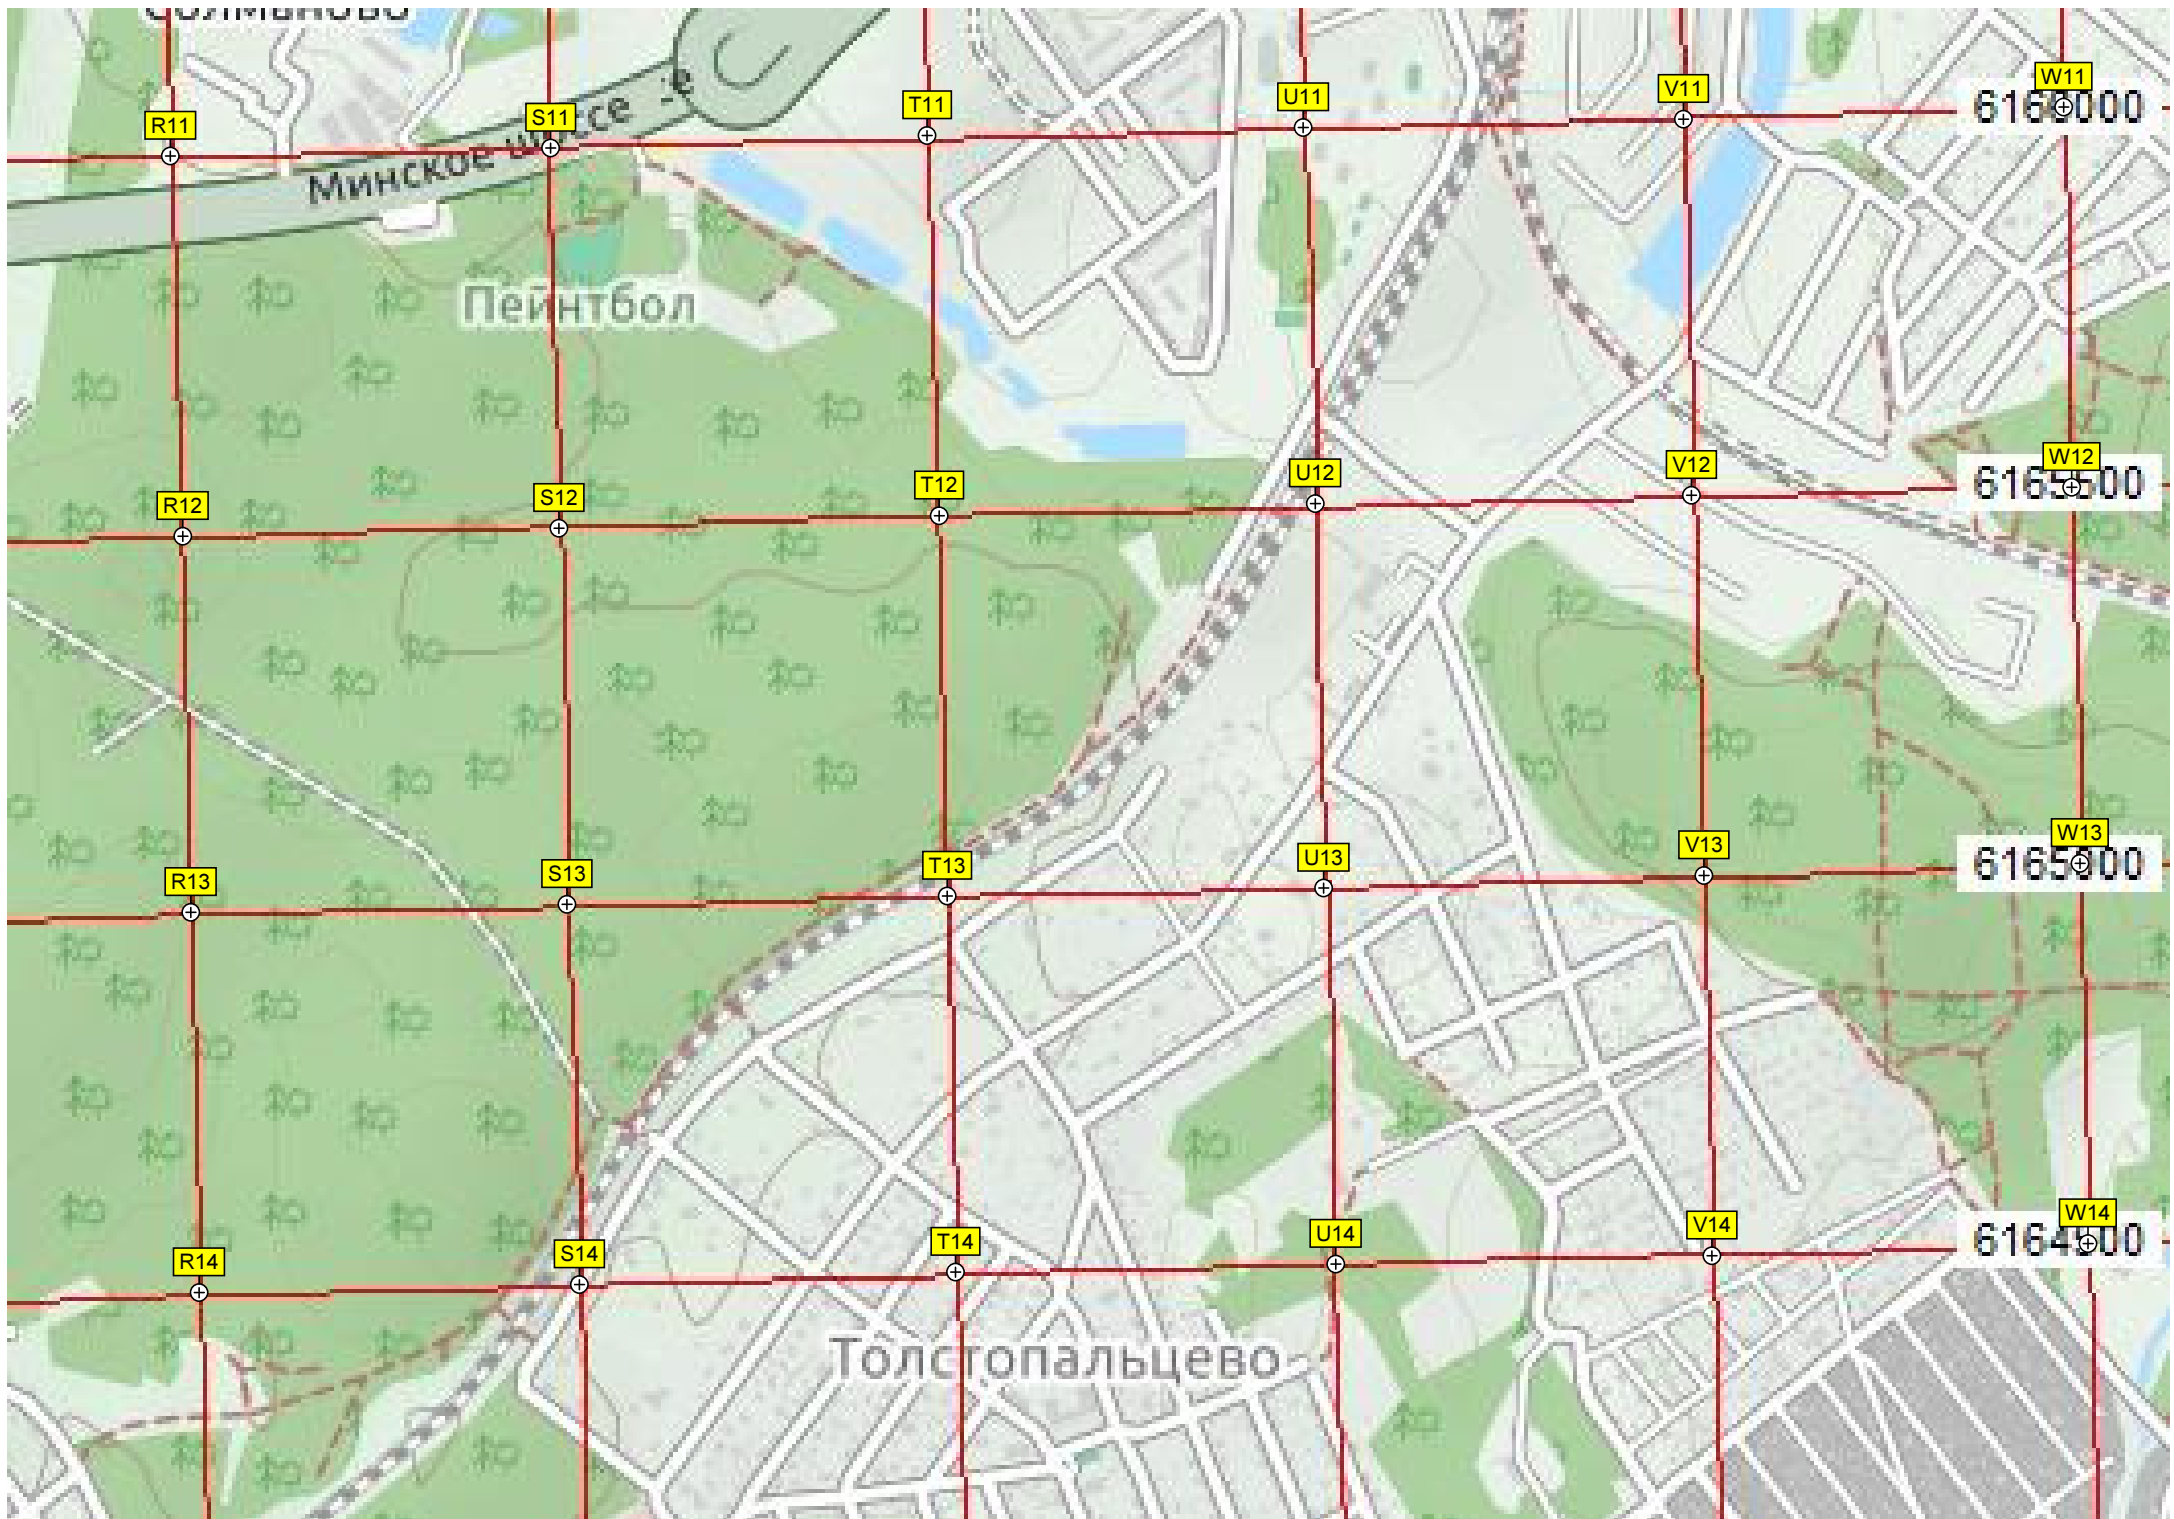 W11
V11
U11
T11
S11
R11
Минское шоссе
Пейнтбол
W12
V12
U12
T12
S12
R12
W13
V13
U13
T13
S13
R13
W14
V14
U14
T14
S14
R14
Толстопальцево